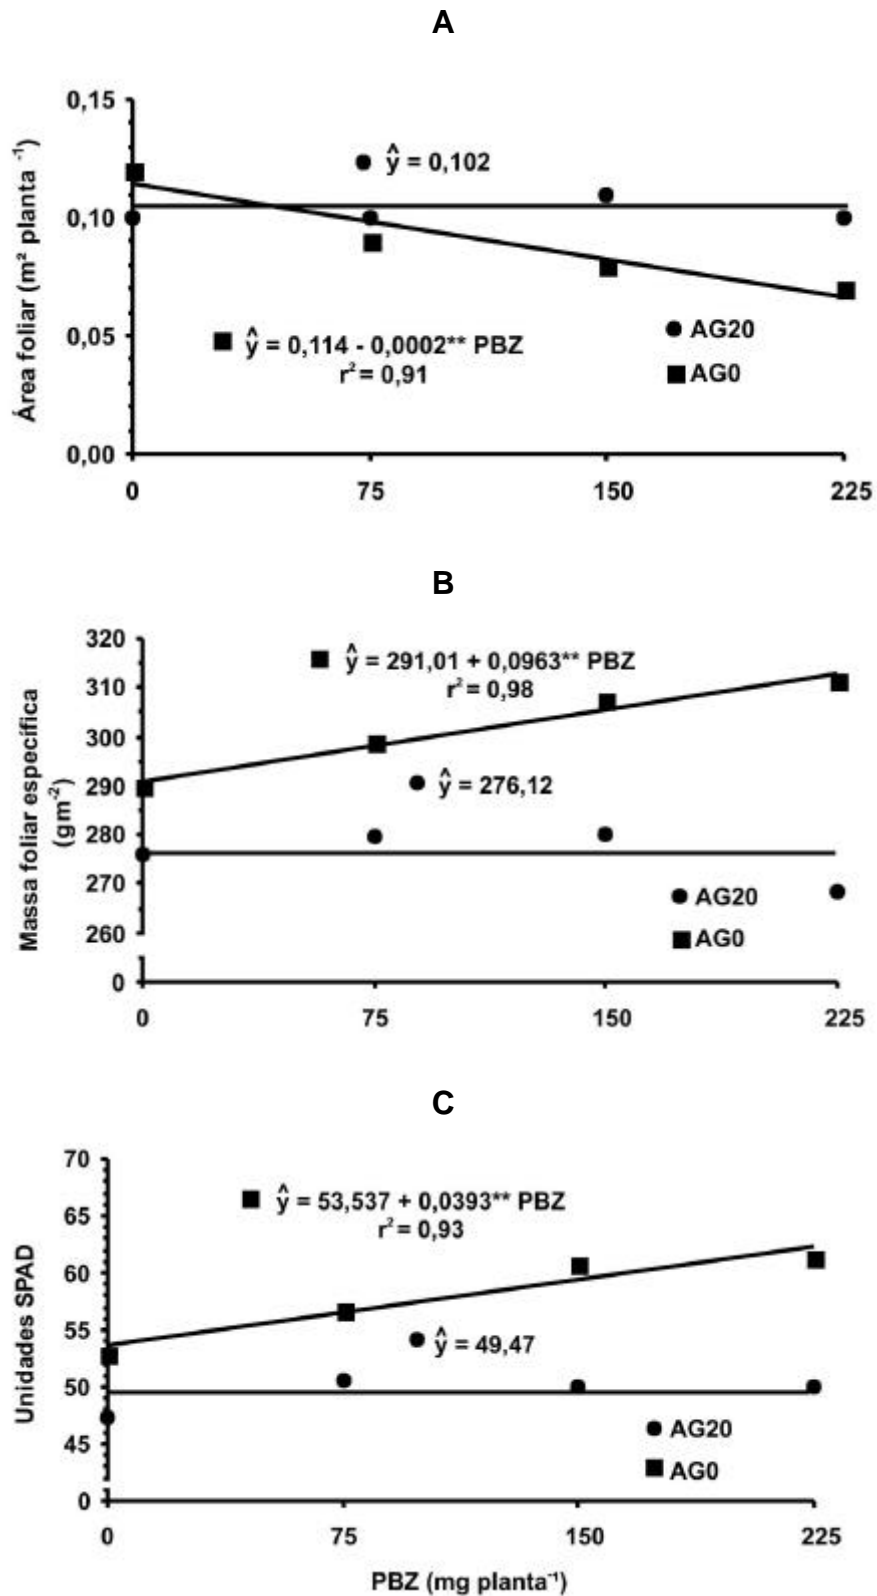 A
0,15
ŷ = 0,102
0,10
0,05
ŷ = 0,114 - 0,0002** PBZ
r² = 0,91
AG20
AG0
0,00
0 75 150 225
Área foliar (m² planta ⁻¹)
B
320
ŷ = 291,01 + 0,0963** PBZ
r² = 0,98
310
300
290
ŷ = 276,12
280
270
260
AG20
AG0
0
0 75 150 225
Massa foliar específica
(gm⁻²)
C
70
ŷ = 53,537 + 0,0393** PBZ
r² = 0,93
65
60
55
ŷ = 49,47
50
45
AG20
AG0
0
0 75 150 225
Unidades SPAD
PBZ (mg planta⁻¹)